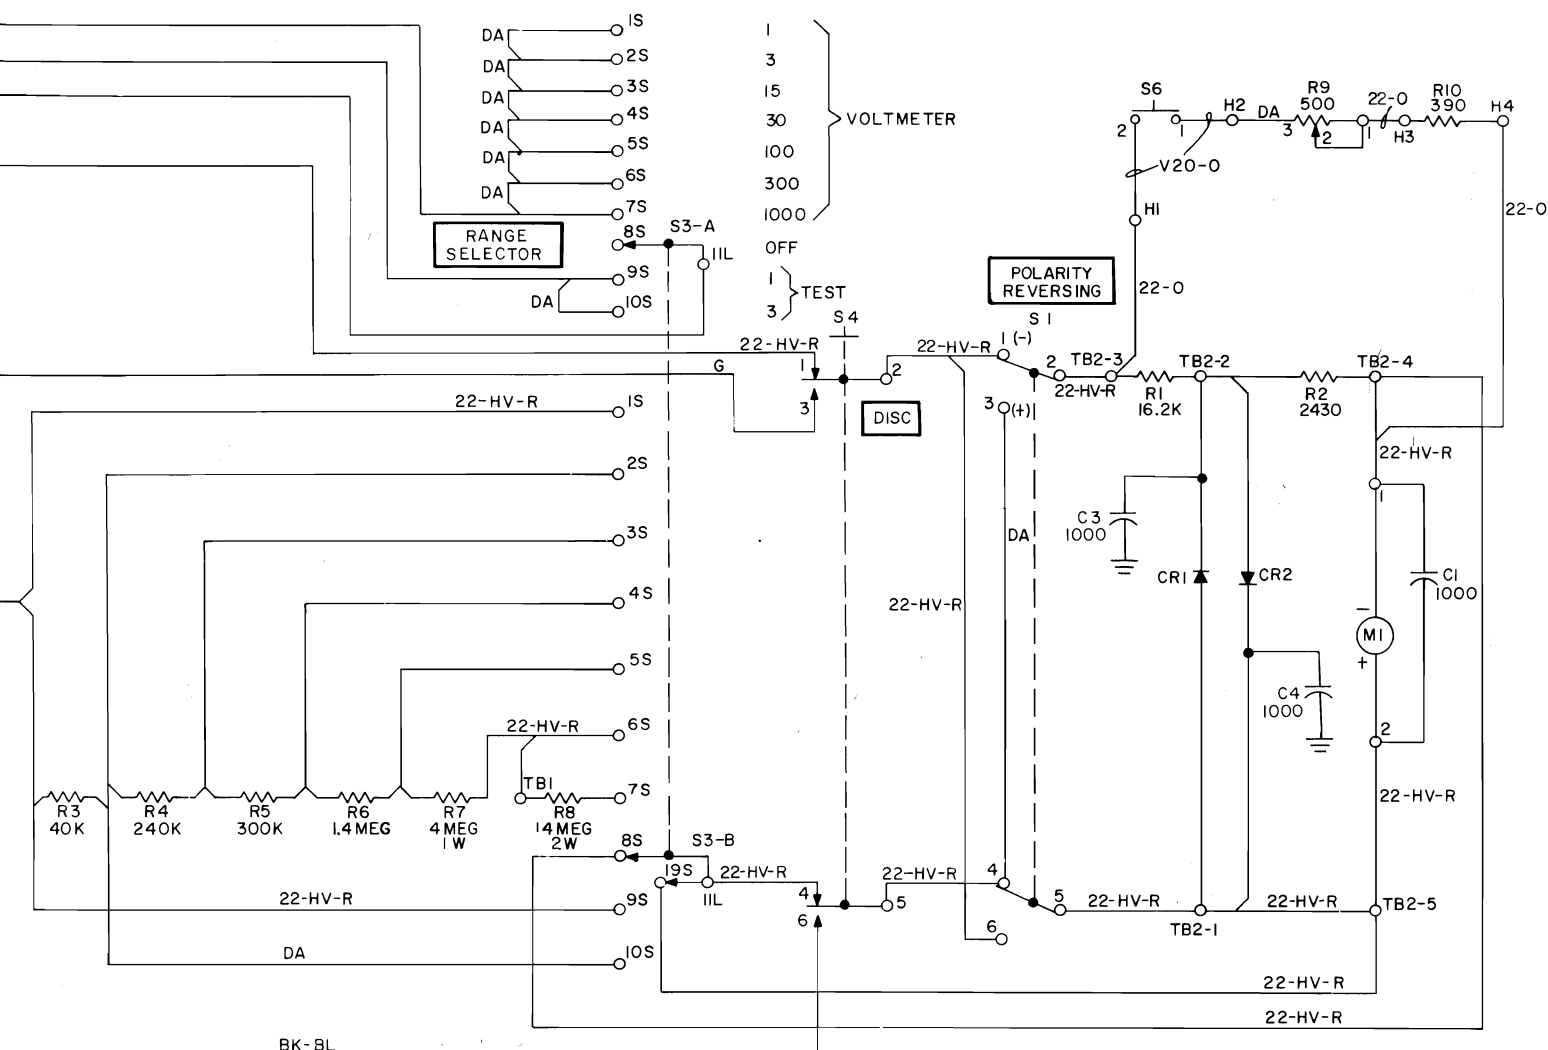 1S
1
DA
2S
3
DA
3S
15
DA
4S
30
DA
5S
100
DA
6S
300
DA
7S
1000
VOLTMETER
RANGE
SELECTOR
8S
S3-A
OFF
11L
9S
1
DA
10S
3
TEST
S6
2
1
H2
DA
R9
500
3
2
1
22-0
H3
R10
390
H4
V20-0
H1
22-0
22-0
POLARITY
REVERSING
S1
S4
22-HV-R
1
G
3
2
DISC
22-HV-R
1 (-)
2
TB2-3
22-HV-R
3 (+)
R1
16.2K
TB2-2
R2
2430
TB2-4
22-HV-R
1
22-HV-R
1S
2S
3S
4S
5S
22-HV-R
6S
TB1
7S
R3
40K
R4
240K
R5
300K
R6
1.4 MEG
R7
4 MEG
1W
R8
14 MEG
2W
C3
1000
DA
22-HV-R
CR1
CR2
C1
1000
-
M1
+
C4
1000
2
22-HV-R
8S
S3-B
19S
22-HV-R
11L
4
6
5
22-HV-R
4
5
22-HV-R
22-HV-R
TB2-5
TB2-1
6
22-HV-R
9S
DA
10S
22-HV-R
22-HV-R
BK-BL